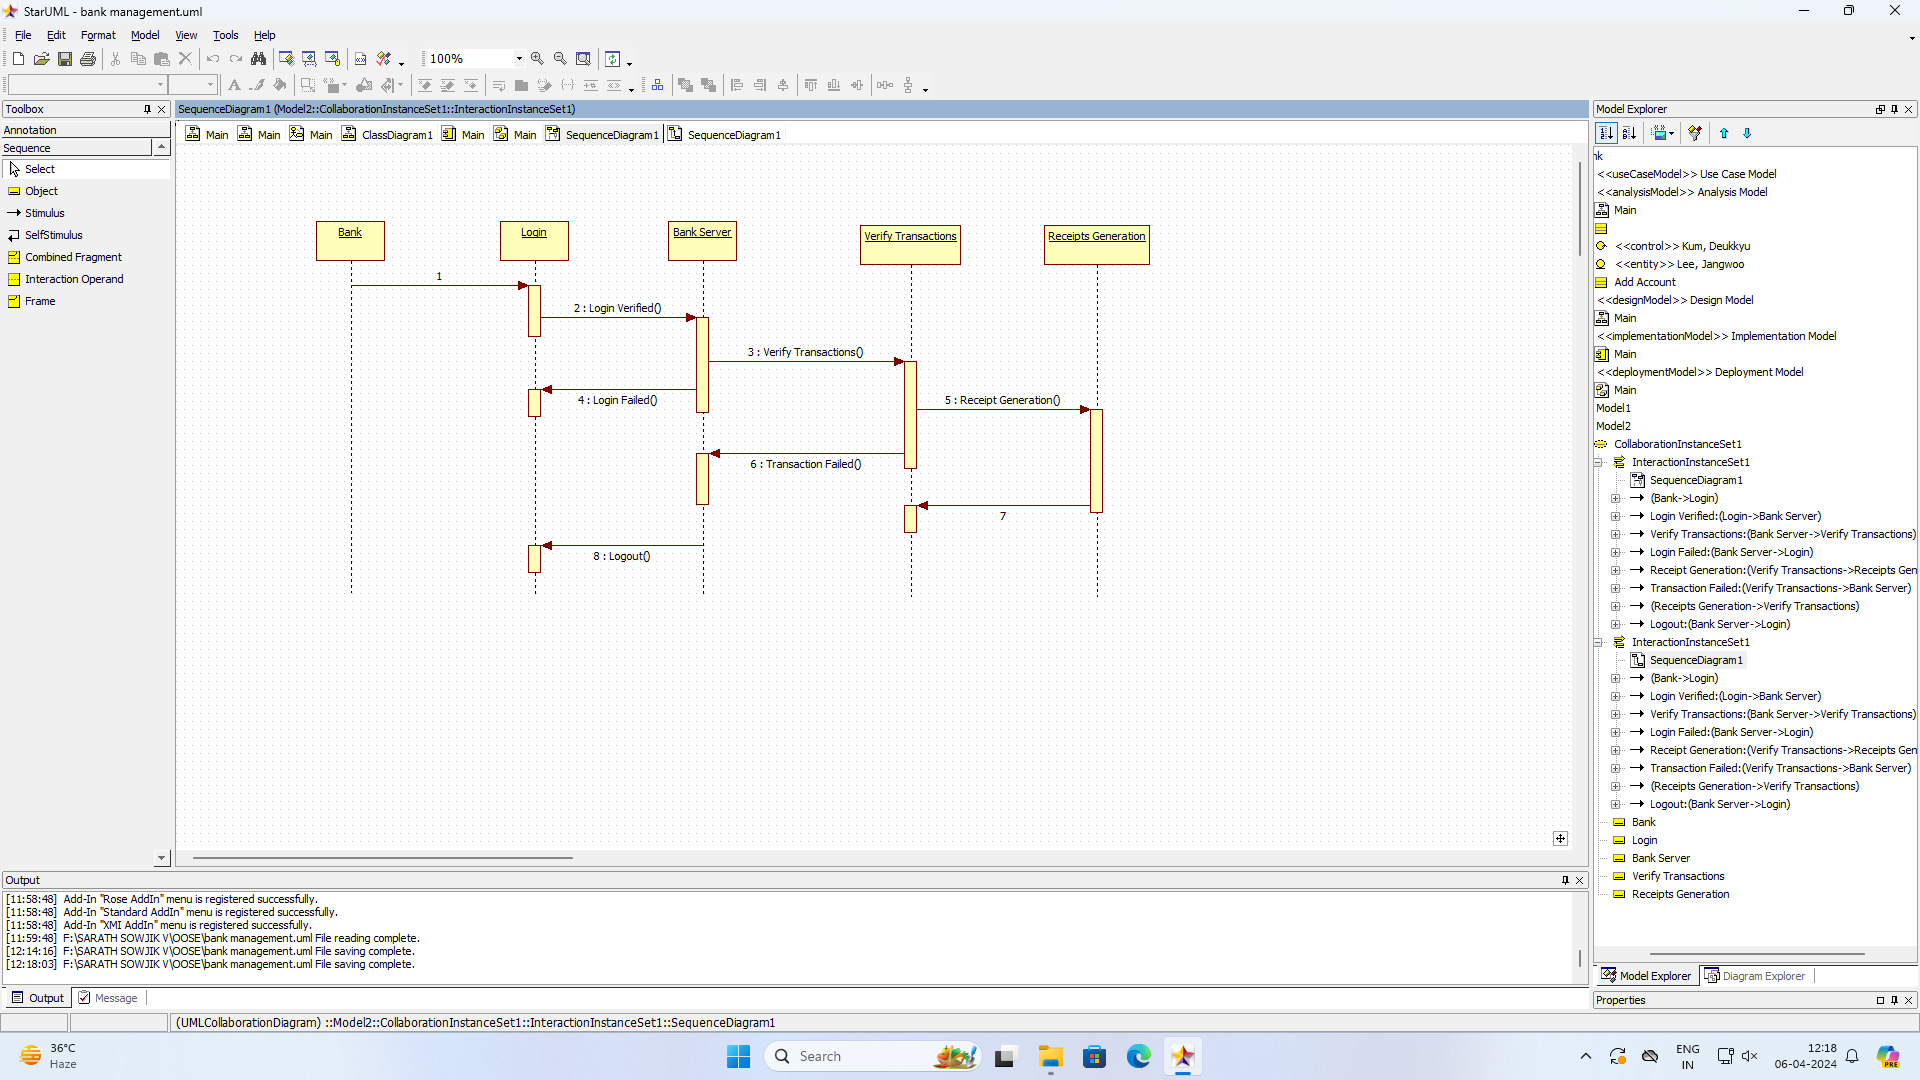 StarUML - bank management.uml
File Edit Format Model View Tools Help
100%
Toolbox
Annotation
Sequence
Select
Object
Stimulus
SelfStimulus
Combined Fragment
Interaction Operand
Frame
SequenceDiagram1 (Model2::CollaborationInstanceSet1::InteractionInstanceSet1)
Main Main Main ClassDiagram1 Main Main SequenceDiagram1 SequenceDiagram1
Bank
Login
Bank Server
Verify Transactions
Receipts Generation
1
2 : Login Verified()
3 : Verify Transactions()
4 : Login Failed()
5 : Receipt Generation()
6 : Transaction Failed()
7
8 : Logout()
Model Explorer
nk
<<useCaseModel>> Use Case Model
<<analysisModel>> Analysis Model
Main
<<control>> Kum, Deukkyu
<<entity>> Lee, Jangwoo
Add Account
<<designModel>> Design Model
Main
<<implementationModel>> Implementation Model
Main
<<deploymentModel>> Deployment Model
Main
Model1
Model2
CollaborationInstanceSet1
InteractionInstanceSet1
SequenceDiagram1
(Bank->Login)
Login Verified:(Login->Bank Server)
Verify Transactions:(Bank Server->Verify Transactions)
Login Failed:(Bank Server->Login)
Receipt Generation:(Verify Transactions->Receipts Gen
Transaction Failed:(Verify Transactions->Bank Server)
(Receipts Generation->Verify Transactions)
Logout:(Bank Server->Login)
InteractionInstanceSet1
SequenceDiagram1
(Bank->Login)
Login Verified:(Login->Bank Server)
Verify Transactions:(Bank Server->Verify Transactions)
Login Failed:(Bank Server->Login)
Receipt Generation:(Verify Transactions->Receipts Gen
Transaction Failed:(Verify Transactions->Bank Server)
(Receipts Generation->Verify Transactions)
Logout:(Bank Server->Login)
Bank
Login
Bank Server
Verify Transactions
Receipts Generation
Model Explorer Diagram Explorer
Properties
Output
[11:58:48] Add-In "Rose AddIn" menu is registered successfully.
[11:58:48] Add-In "Standard AddIn" menu is registered successfully.
[11:58:48] Add-In "XMI AddIn" menu is registered successfully.
[11:59:48] F:\SARATH SOWJIK V\OOSE\bank management.uml File reading complete.
[12:14:16] F:\SARATH SOWJIK V\OOSE\bank management.uml File saving complete.
[12:18:03] F:\SARATH SOWJIK V\OOSE\bank management.uml File saving complete.
Output Message
(UMLCollaborationDiagram) ::Model2::CollaborationInstanceSet1::InteractionInstanceSet1::SequenceDiagram1
36°C
Haze
Search
ENG
IN
12:18
06-04-2024
PRE